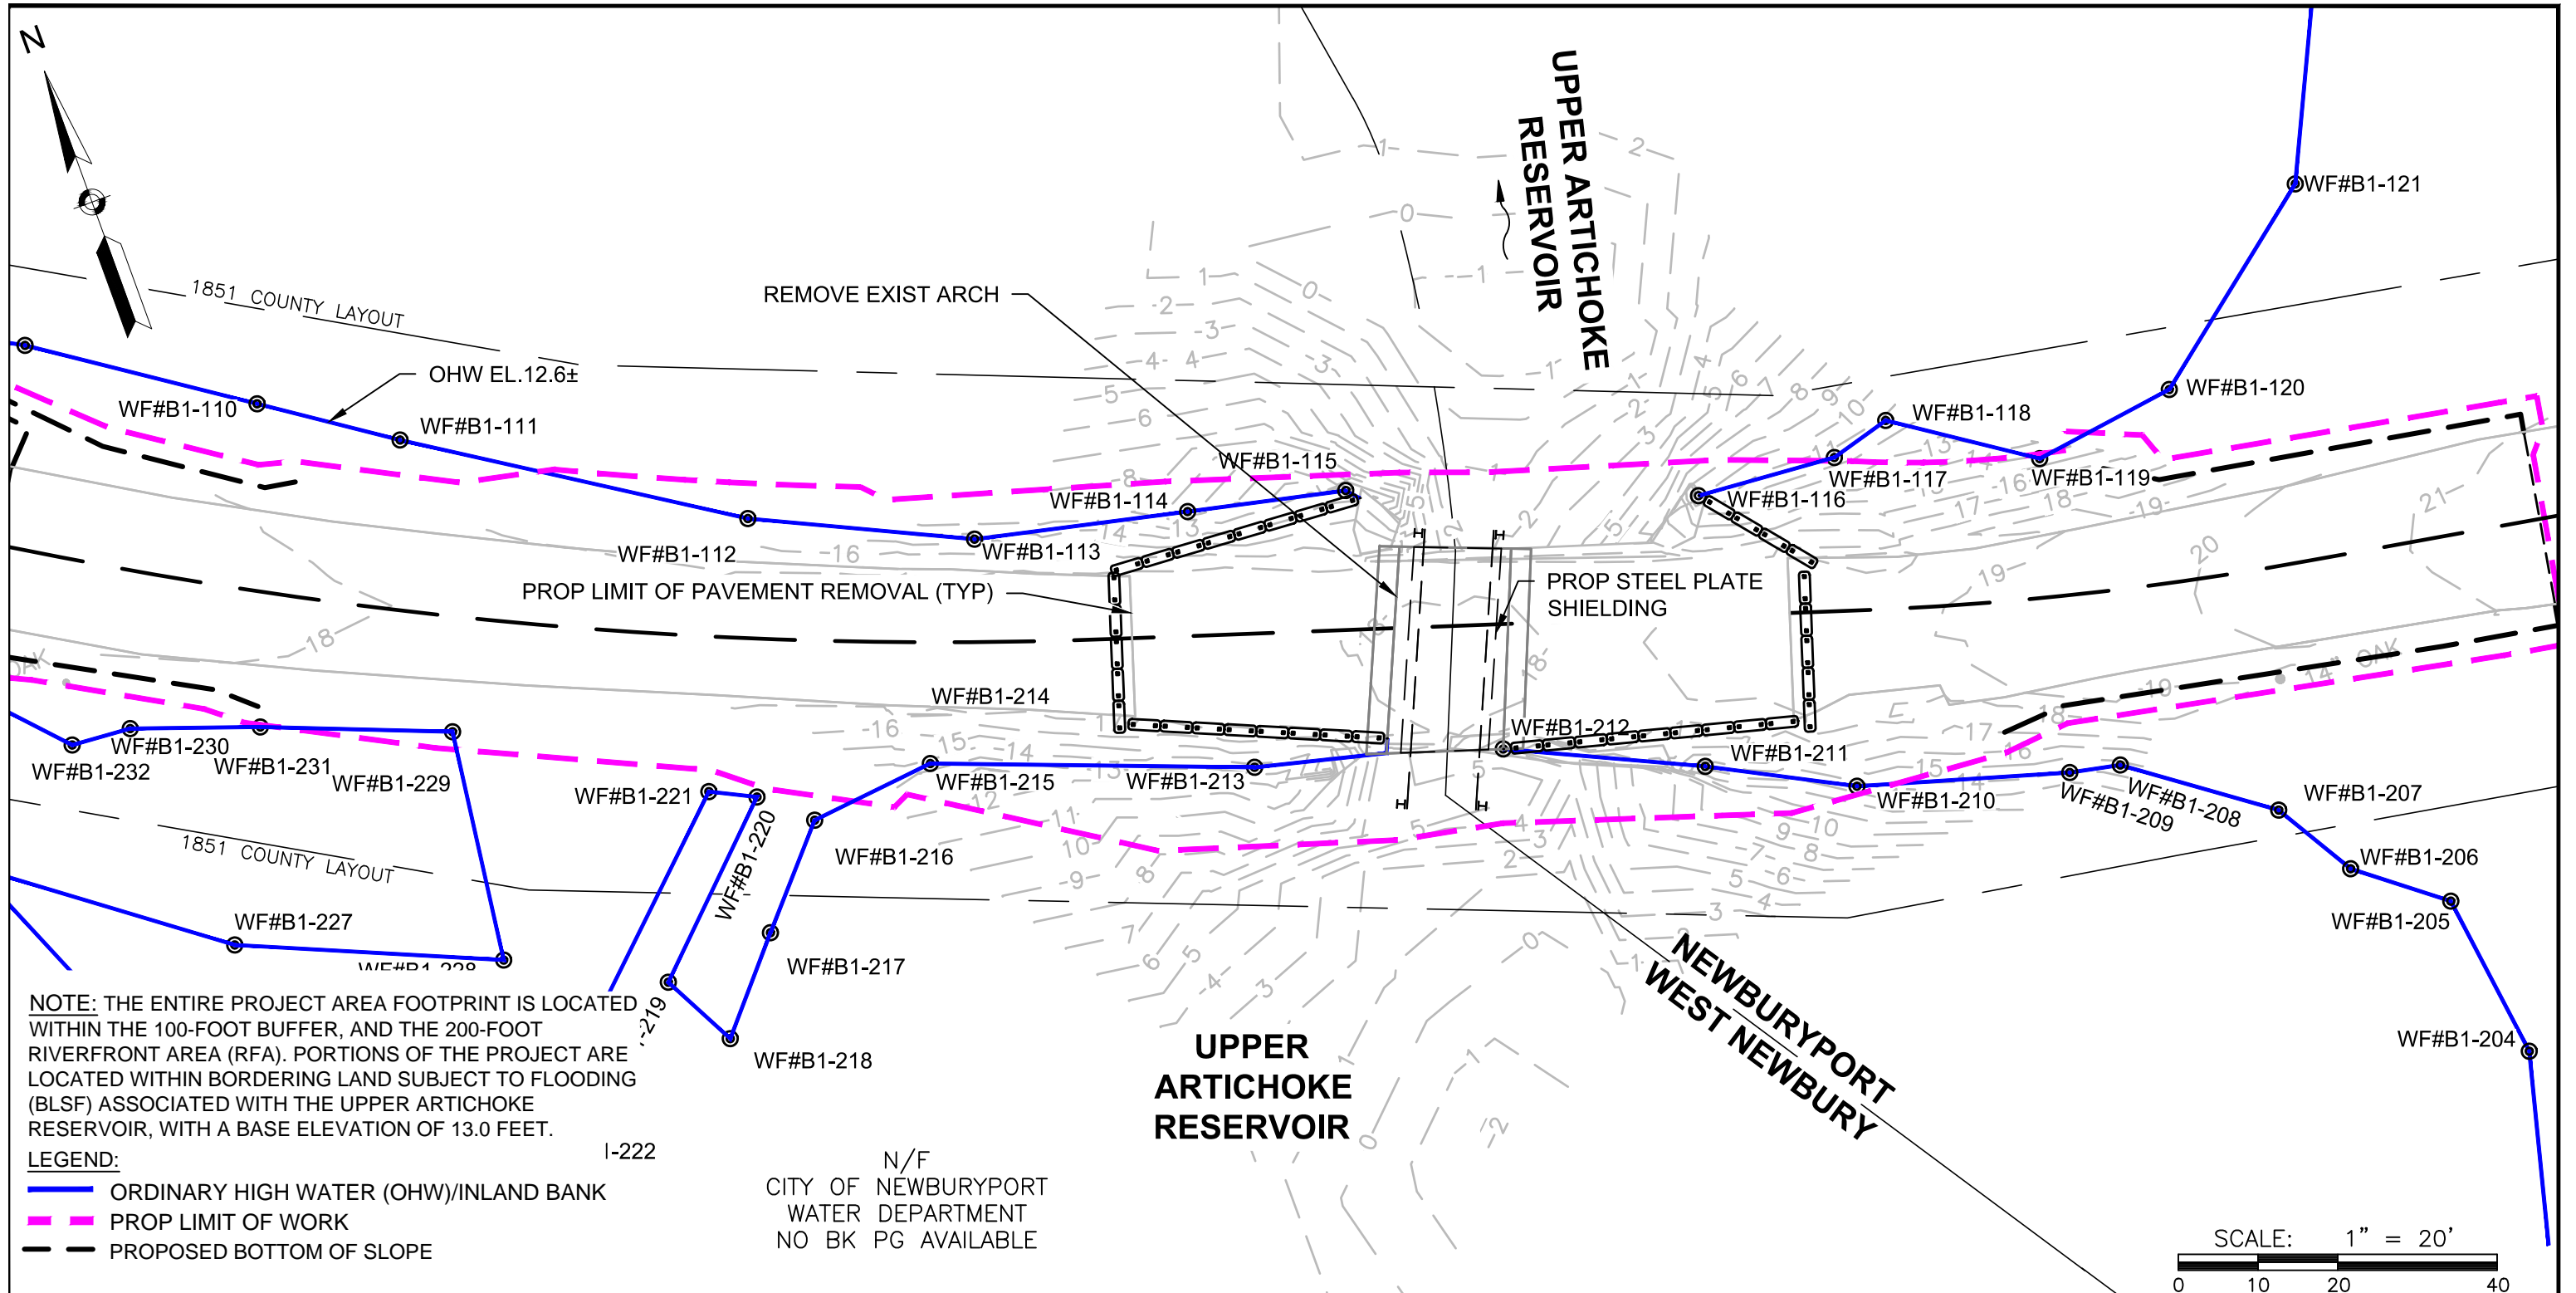 N
UPPER ARTICHOKE
RESERVOIR
WF#B1-121
1851 COUNTY LAYOUT
REMOVE EXIST ARCH
OHW EL.12.6±
WF#B1-110
WF#B1-111
WF#B1-115
WF#B1-118
WF#B1-120
WF#B1-114
WF#B1-116
WF#B1-117
WF#B1-119
WF#B1-112
WF#B1-113
PROP LIMIT OF PAVEMENT REMOVAL (TYP)
PROP STEEL PLATE
SHIELDING
OAK
14" OAK
WF#B1-214
WF#B1-212
WF#B1-230
WF#B1-232
WF#B1-231
WF#B1-229
WF#B1-221
WF#B1-215
WF#B1-213
WF#B1-211
WF#B1-210
WF#B1-209
WF#B1-208
WF#B1-207
WF#B1-220
WF#B1-216
WF#B1-206
WF#B1-205
1851 COUNTY LAYOUT
WF#B1-227
WF#B1-228
WF#B1-217
WF#B1-218
-219
WF#B1-204
NEWBURYPORT
WEST NEWBURY
UPPER
ARTICHOKE
RESERVOIR
NOTE: THE ENTIRE PROJECT AREA FOOTPRINT IS LOCATED
WITHIN THE 100-FOOT BUFFER, AND THE 200-FOOT
RIVERFRONT AREA (RFA). PORTIONS OF THE PROJECT ARE
LOCATED WITHIN BORDERING LAND SUBJECT TO FLOODING
(BLSF) ASSOCIATED WITH THE UPPER ARTICHOKE
RESERVOIR, WITH A BASE ELEVATION OF 13.0 FEET.
-222
LEGEND:
ORDINARY HIGH WATER (OHW)/INLAND BANK
PROP LIMIT OF WORK
PROPOSED BOTTOM OF SLOPE
N/F
CITY OF NEWBURYPORT
WATER DEPARTMENT
NO BK PG AVAILABLE
SCALE: 1" = 20'
0 10 20 40